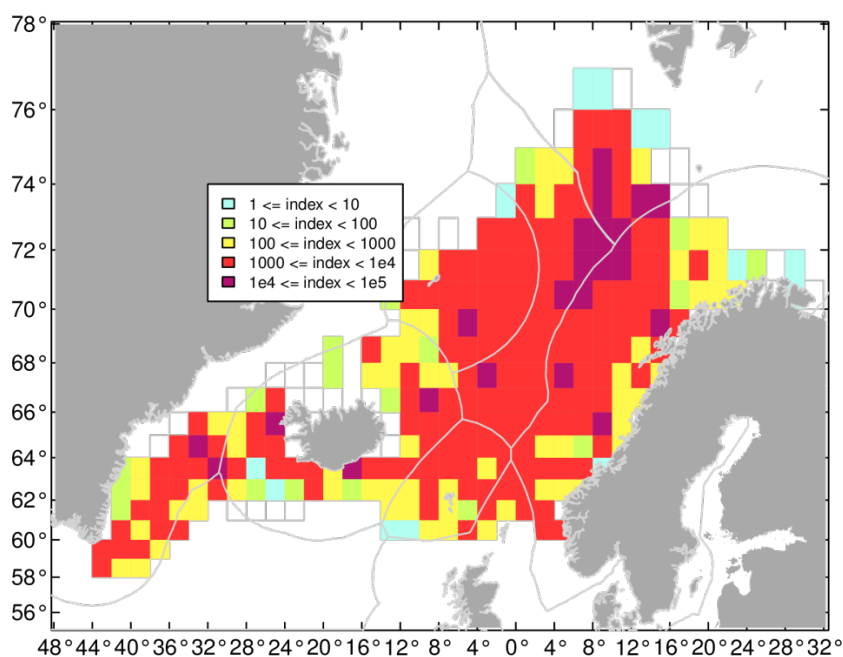 78°
76°
74°
72°
70°
68°
66°
64°
62°
60°
58°
56°
1 <= index < 10
10 <= index < 100
100 <= index < 1000
1000 <= index < 1e4
1e4 <= index < 1e5
48° 44° 40° 36° 32° 28° 24° 20° 16° 12° 8° 4° 0° 4° 8° 12° 16° 20° 24° 28° 32°